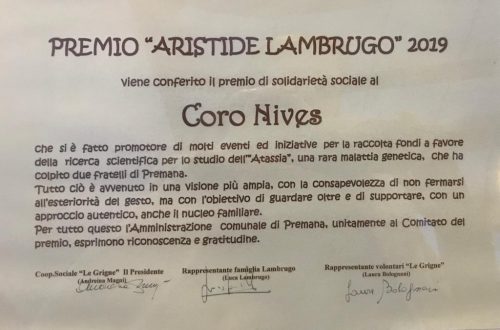 PREMIO "ARISTIDE LAMBRUGO" 2019
viene conferito il premio di solidarietà sociale al
Coro Nives
che si è fatto promotore di molti eventi ed iniziative per la raccolta fondi a favore
della ricerca scientifica per lo studio dell'"Atassia", una rara malattia genetica, che ha
colpito due fratelli di Premana.
Tutto ciò è avvenuto in una visione più ampia, con la consapevolezza di non fermarsi
all'esteriorità del gesto, ma con l'obiettivo di guardare oltre e di supportare, con un
approccio autentico, anche il nucleo familiare.
Per tutto questo l'Amministrazione comunale di Premana, unitamente al Comitato del
premio, esprimono riconoscenza e gratitudine.
Coop.Sociale "Le Grigne" Il Presidente
(Andreina Magni)
Rappresentante famiglia Lambrugo
(Luca Lambrugo)
Rappresentante volontari "Le Grigne"
(Laura Bolognani)
Laura Bolognani